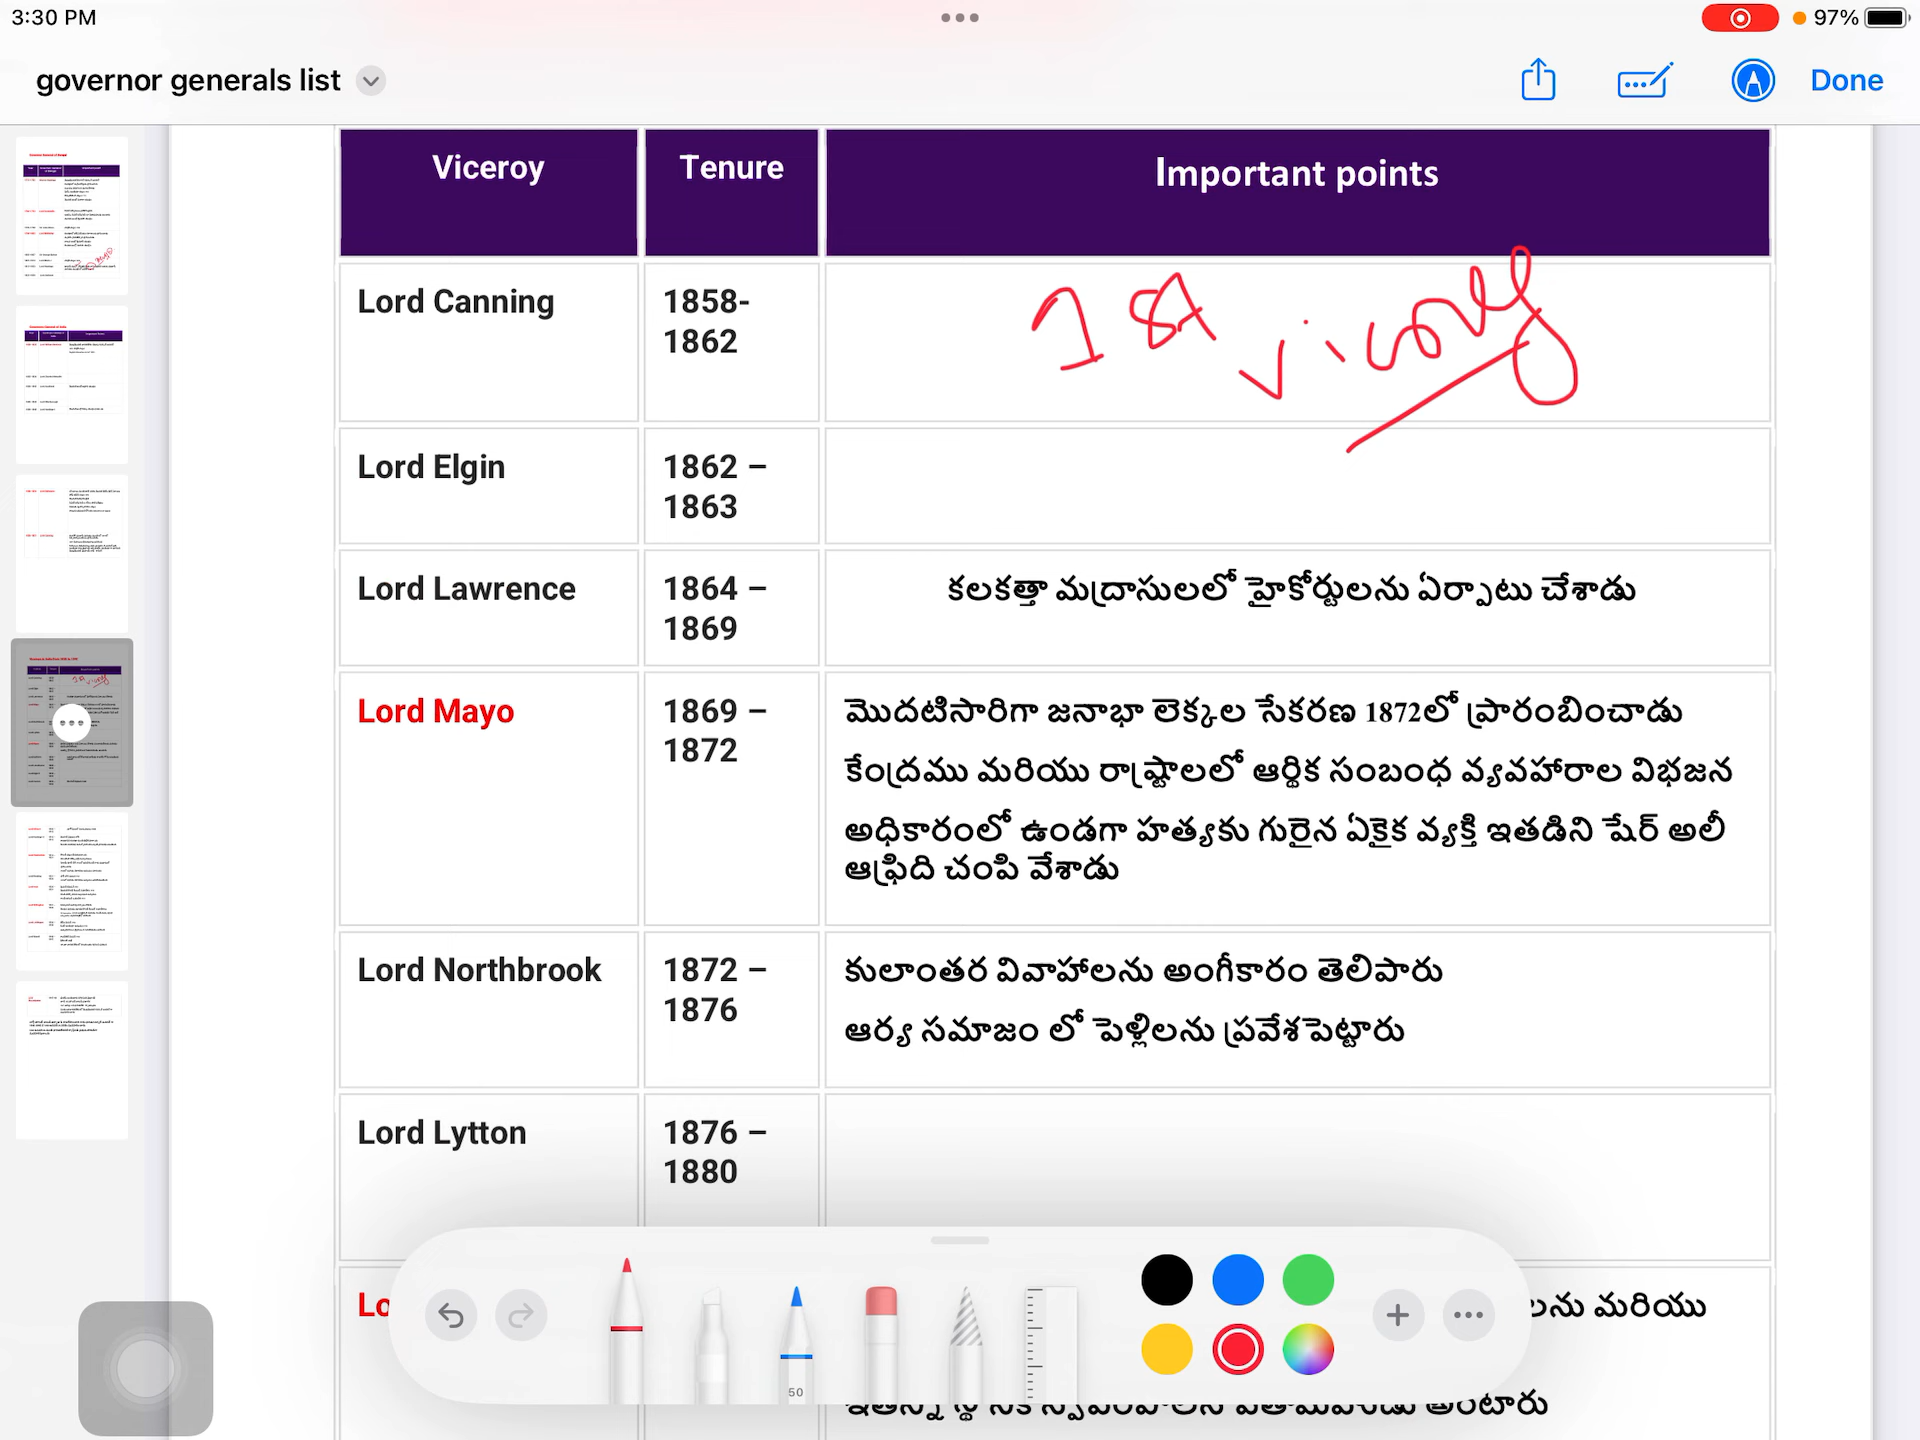 3:30 PM
97%
governor generals list
Done
Viceroy Tenure Important points
Lord Canning
1858-
1862
1st
viceroy
Lord Elgin
1862 –
1863
Lord Lawrence
1864 –
1869
కలకత్తా మద్రాసులలో హైకోర్టులను ఏర్పాటు చేశాడు
Lord Mayo
1869 –
1872
మొదటిసారిగా జనాభా లెక్కల సేకరణ 1872లో ప్రారంభించాడు
కేంద్రము మరియు రాష్ట్రాలలో ఆర్థిక సంబంధ వ్యవహారాల విభజన
అధికారంలో ఉండగా హత్యకు గురైన ఏకైక వ్యక్తి ఇతడిని షేర్ అలీ
ఆఫ్రిది చంపి వేశాడు
Lord Northbrook
1872 –
1876
కులాంతర వివాహాలను అంగీకారం తెలిపారు
ఆర్య సమాజం లో పెళ్లిలను ప్రవేశపెట్టారు
Lord Lytton
1876 –
1880
Lo
లను మరియు
అంటారు
50